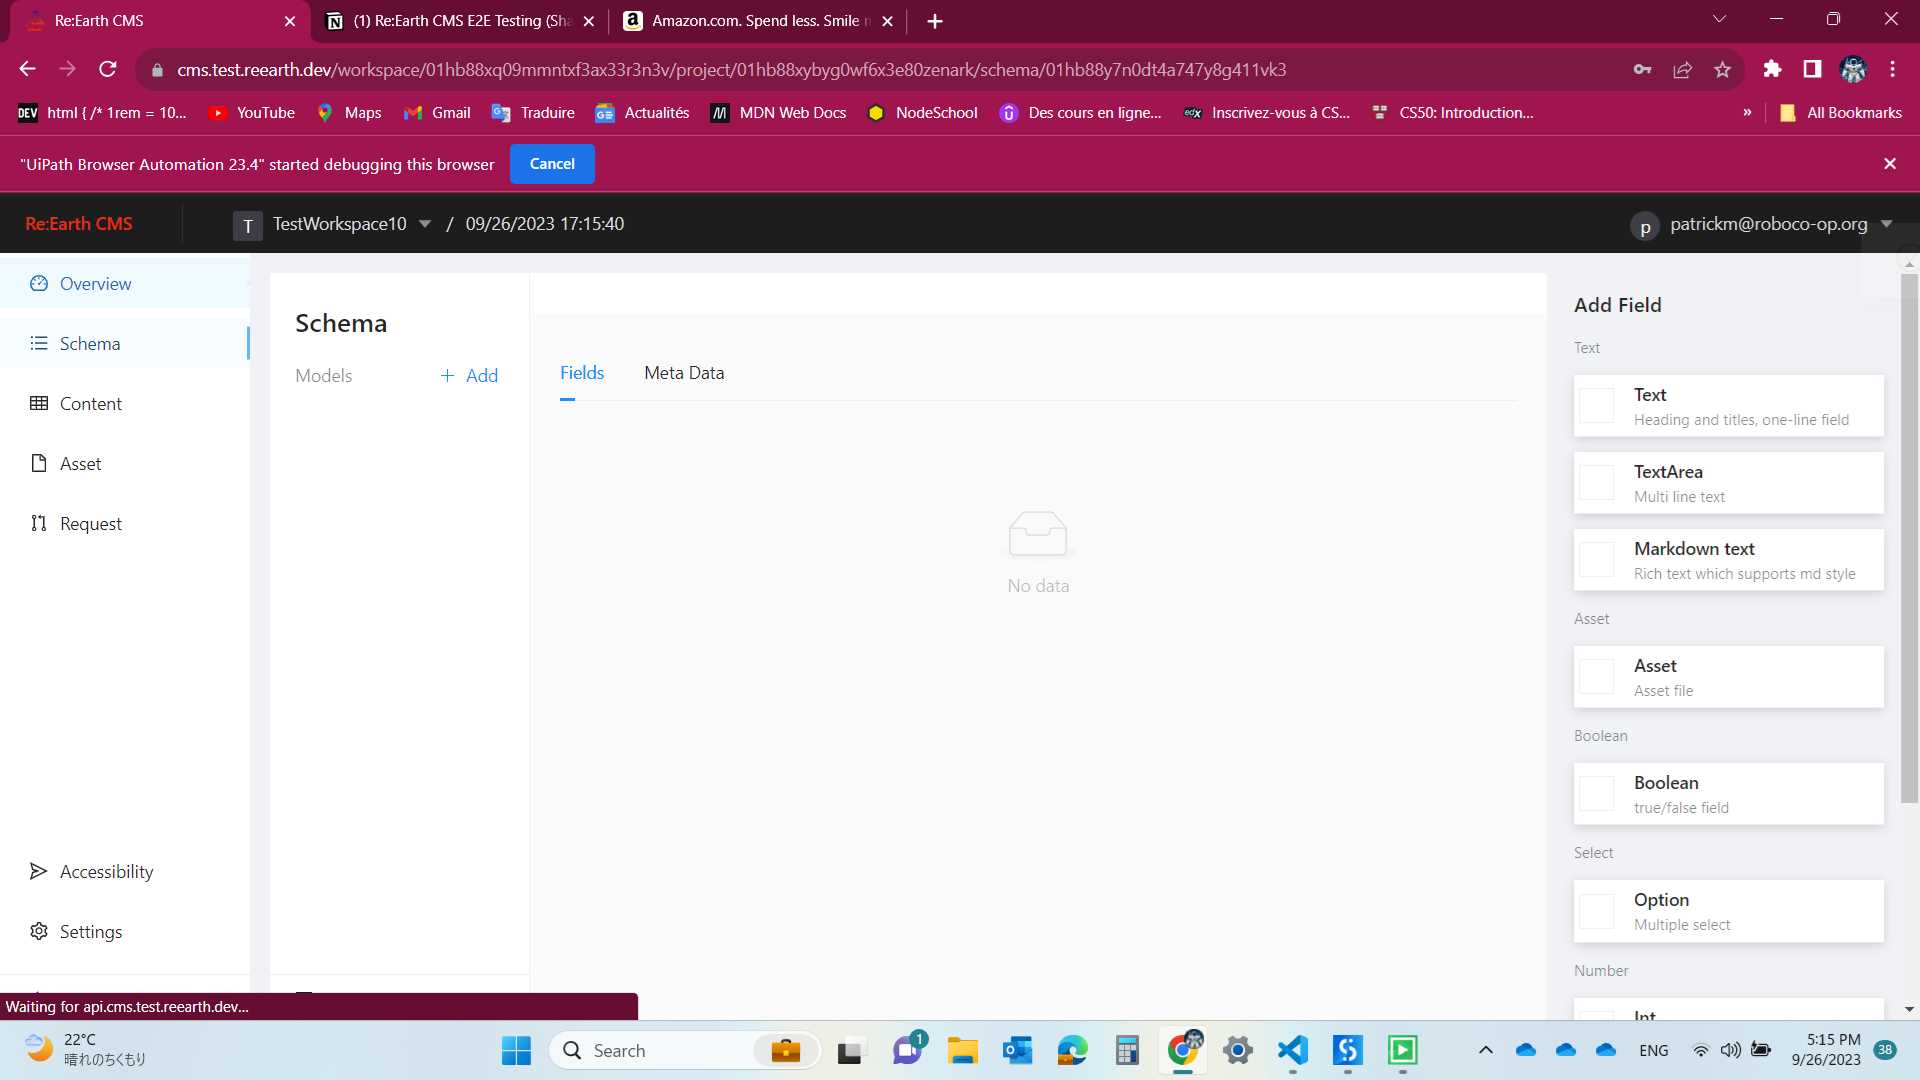 Re:Earth CMS
(1) Re:Earth CMS E2E Testing (Sha
Amazon.com. Spend less. Smile m
cms.test.reearth.dev/workspace/01hb88xq09mmntxf3ax33r3n3v/project/01hb88xybyg0wf6x3e80zenark/schema/01hb88y7n0dt4a747y8g411vk3
DEV html { /* 1rem = 10... YouTube Maps Gmail Traduire Actualités MDN Web Docs NodeSchool Des cours en ligne... edX Inscrivez-vous à CS... CS50: Introduction... » All Bookmarks
"UiPath Browser Automation 23.4" started debugging this browser Cancel
Re:Earth CMS T TestWorkspace10 / 09/26/2023 17:15:40 p patrickm@roboco-op.org
Overview
Schema
Content
Asset
Request
Accessibility
Settings
Schema
Models + Add
Fields Meta Data
No data
Add Field
Text
Text
Heading and titles, one-line field
TextArea
Multi line text
Markdown text
Rich text which supports md style
Asset
Asset
Asset file
Boolean
Boolean
true/false field
Select
Option
Multiple select
Number
Int
Waiting for api.cms.test.reearth.dev...
22°C
晴れのちくもり
Search
1
ENG
5:15 PM
9/26/2023
38